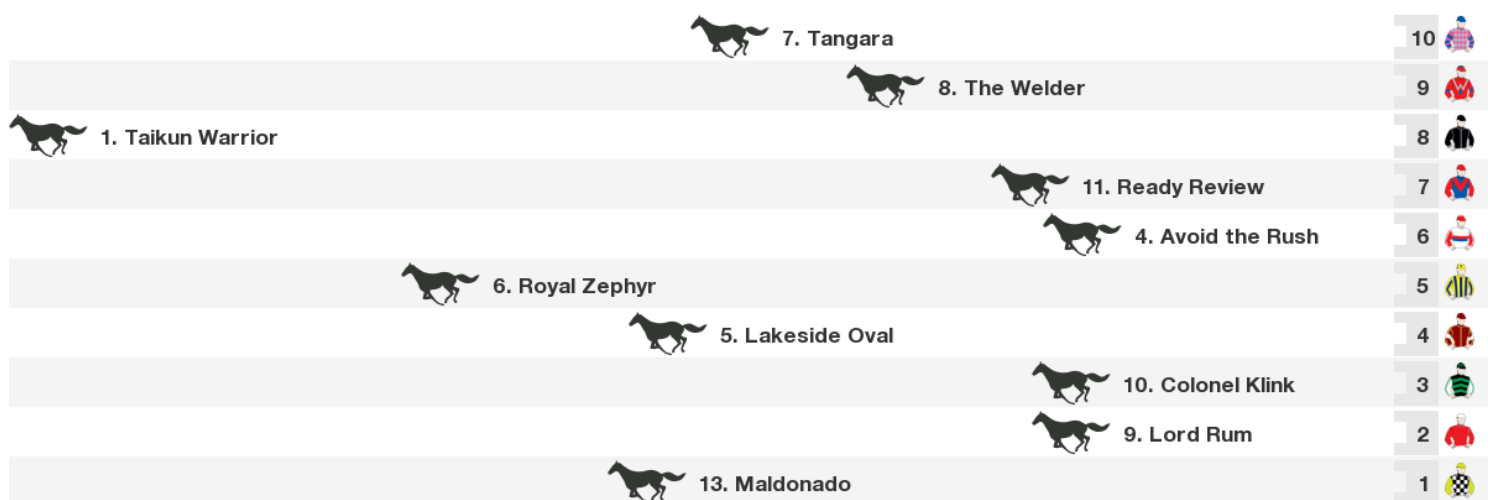 7. Tangara 10
8. The Welder 9
1. Taikun Warrior 8
11. Ready Review 7
4. Avoid the Rush 6
6. Royal Zephyr 5
5. Lakeside Oval 4
10. Colonel Klink 3
9. Lord Rum 2
13. Maldonado 1